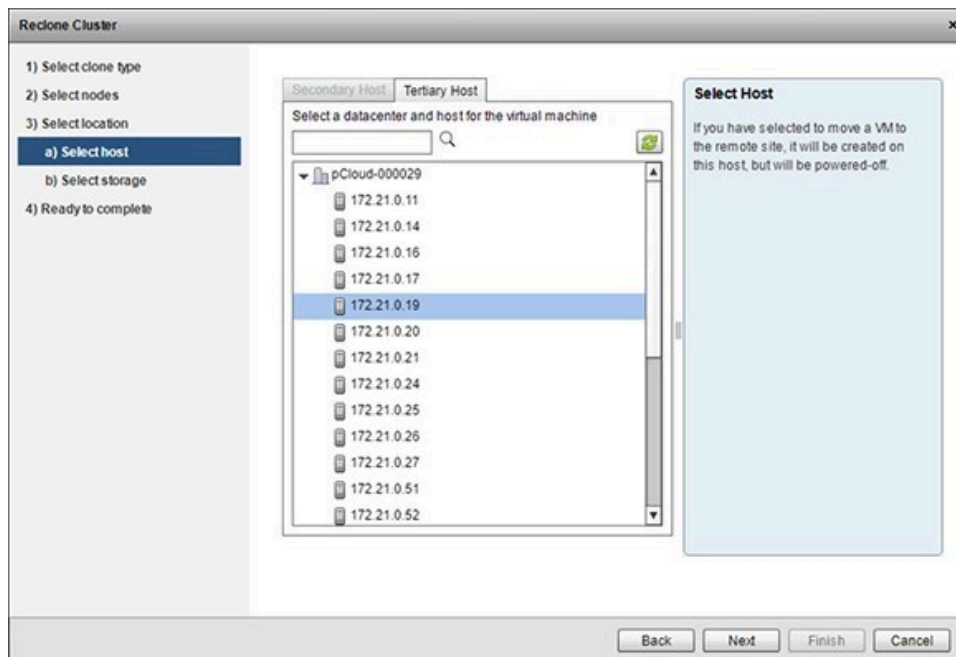 Reclone Cluster
×
1) Select clone type
2) Select nodes
3) Select location
a) Select host
b) Select storage
4) Ready to complete
Secondary Host
Tertiary Host
Select a datacenter and host for the virtual machine
pCloud-000029
172.21.0.11
172.21.0.14
172.21.0.16
172.21.0.17
172.21.0.19
172.21.0.20
172.21.0.21
172.21.0.24
172.21.0.25
172.21.0.26
172.21.0.27
172.21.0.51
172.21.0.52
Select Host
If you have selected to move a VM to
the remote site, it will be created on
this host, but will be powered-off.
Back
Next
Finish
Cancel